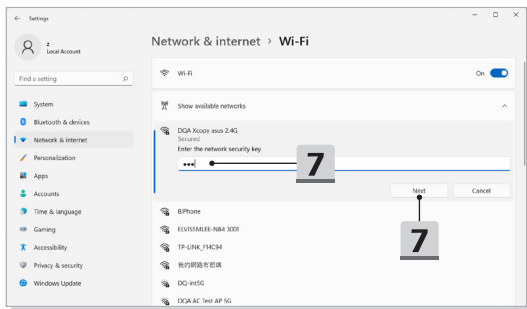 Settings
z
Local Account
Find a setting
System
Bluetooth & devices
Network & internet
Personalization
Apps
Accounts
Time & language
Gaming
Accessibility
Privacy & security
Windows Update
Network & internet > Wi-Fi
Wi-Fi
On
Show available networks
DQA Xcopy asus 2.4G
Secured
Enter the network security key
7
Next Cancel
7
BiPhone
ELVISSMLEE-N84 3001
TP-LINK_F14C94
我的網路有密碼
DQ-int5G
DQA AC Test AP 5G